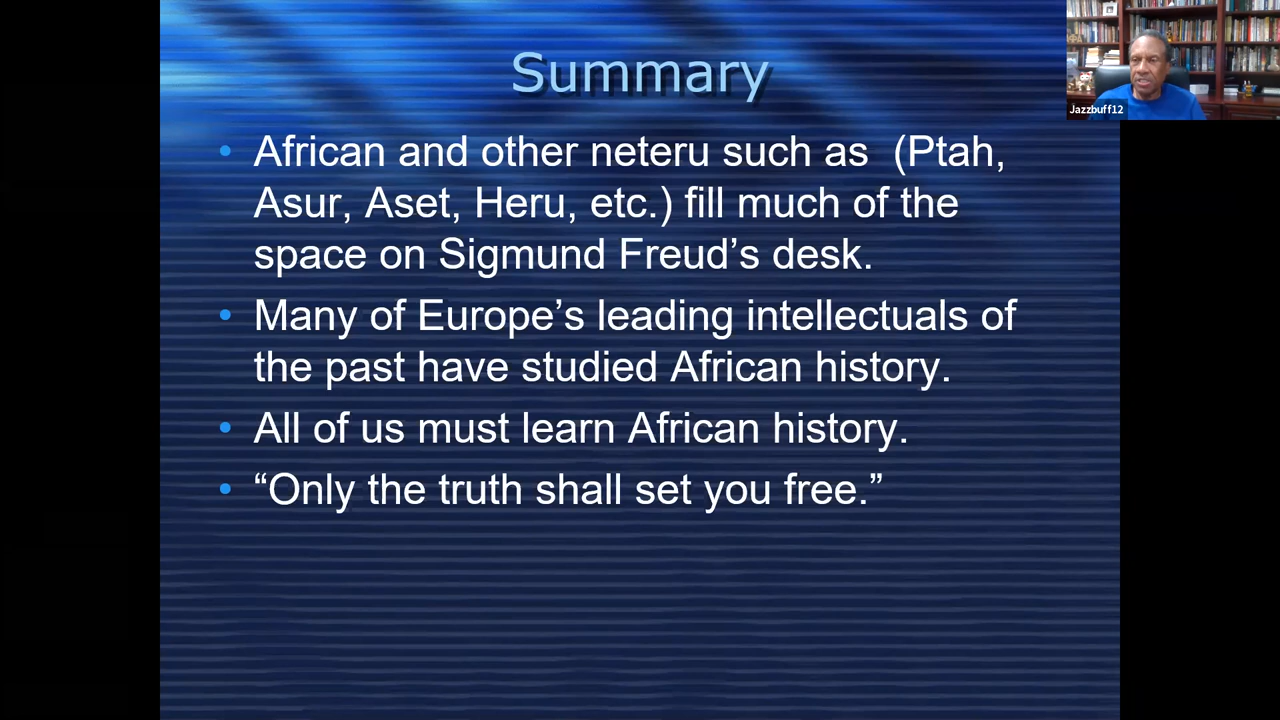 Summary
African and other neteru such as (Ptah,
Asur, Aset, Heru, etc.) fill much of the
space on Sigmund Freud’s desk.
Many of Europe’s leading intellectuals of
the past have studied African history.
All of us must learn African history.
“Only the truth shall set you free.”
Jazzbuff12